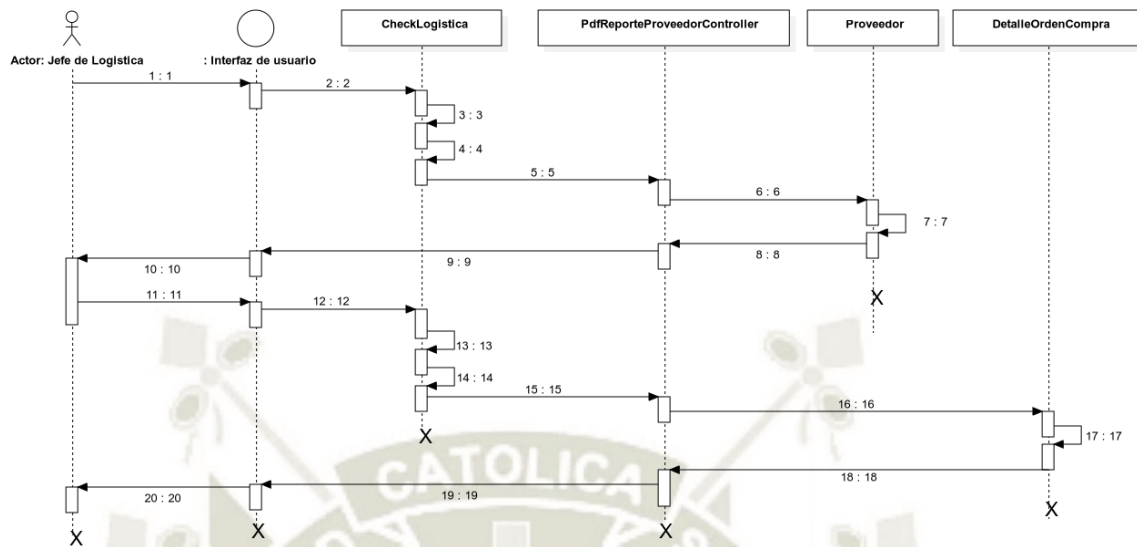 CheckLogistica
PdfReporteProveedorController
Proveedor
DetalleOrdenCompra
Actor: Jefe de Logistica
: Interfaz de usuario
1 : 1
2 : 2
3 : 3
4 : 4
5 : 5
6 : 6
7 : 7
8 : 8
9 : 9
10 : 10
11 : 11
12 : 12
13 : 13
14 : 14
15 : 15
16 : 16
17 : 17
18 : 18
19 : 19
20 : 20
X
X
X
X
X
X
CATOLICA